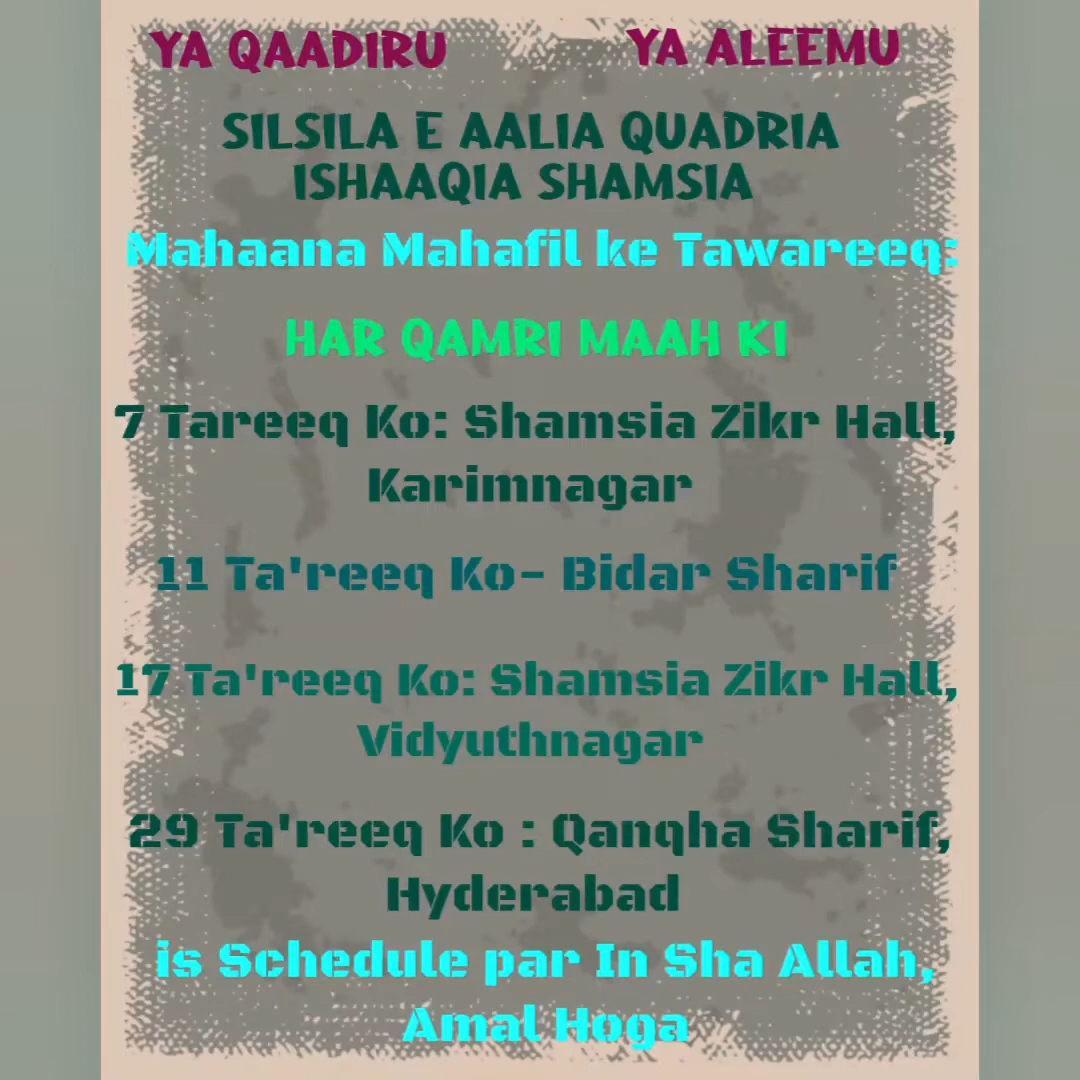 YA QAADIRU YA ALEEMU
SILSILA E AALIA QUADRIA
ISHAAQIA SHAMSIA
Mahaana Mahafil ke Tawareeq:
HAR QAMRI MAAH KI
7 Tareeq Ko: Shamsia Zikr Hall,
Karimnagar
11 Ta'reeq Ko- Bidar Sharif
17 Ta'reeq Ko: Shamsia Zikr Hall,
Vidyuthnagar
29 Ta'reeq Ko : Qanqha Sharif,
Hyderabad
is Schedule par In Sha Allah,
Amal Hoga